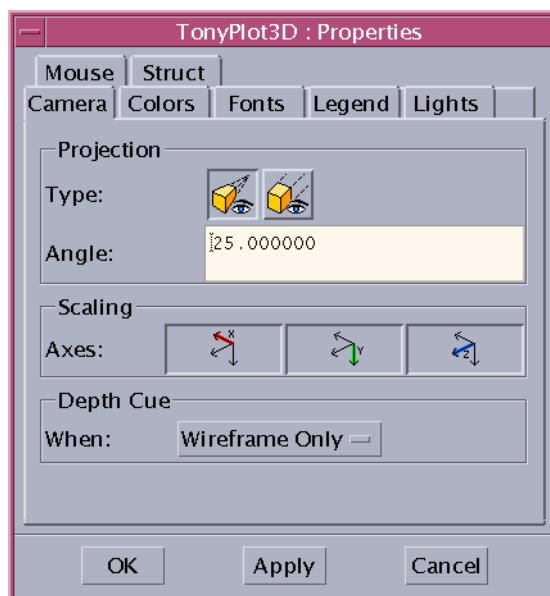 TonyPlot3D : Properties
Mouse Struct
Camera Colors Fonts Legend Lights
Projection
Type:
Angle: 25.000000
Scaling
Axes: X Y Z
Depth Cue
When: Wireframe Only
OK Apply Cancel